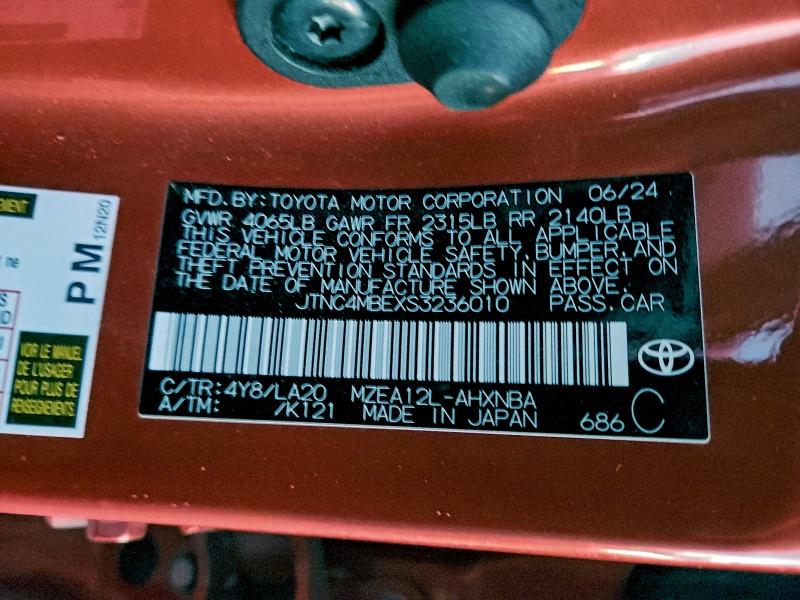 MFD.BY:TOYOTA MOTOR CORPORATION 06/24
GVWR 4065LB GAWR FR 2315LB RR 2140LB
THIS VEHICLE CONFORMS TO ALL APPLICABLE
FEDERAL MOTOR VEHICLE SAFETY,BUMPER,AND
THEFT PREVENTION STANDARDS IN EFFECT ON
THE DATE OF MANUFACTURE SHOWN ABOVE.
JTNC4MBEXS3236010 PASS.CAR
C/TR:4Y8/LA20 MZEA12L-AHXNBA
A/TM: /K121 MADE IN JAPAN 686 C
PM
12N20
t ne
VOIR LE MANUEL
DE L'USAGER
POUR PLUS DE
RENSEIGNEMENTS.